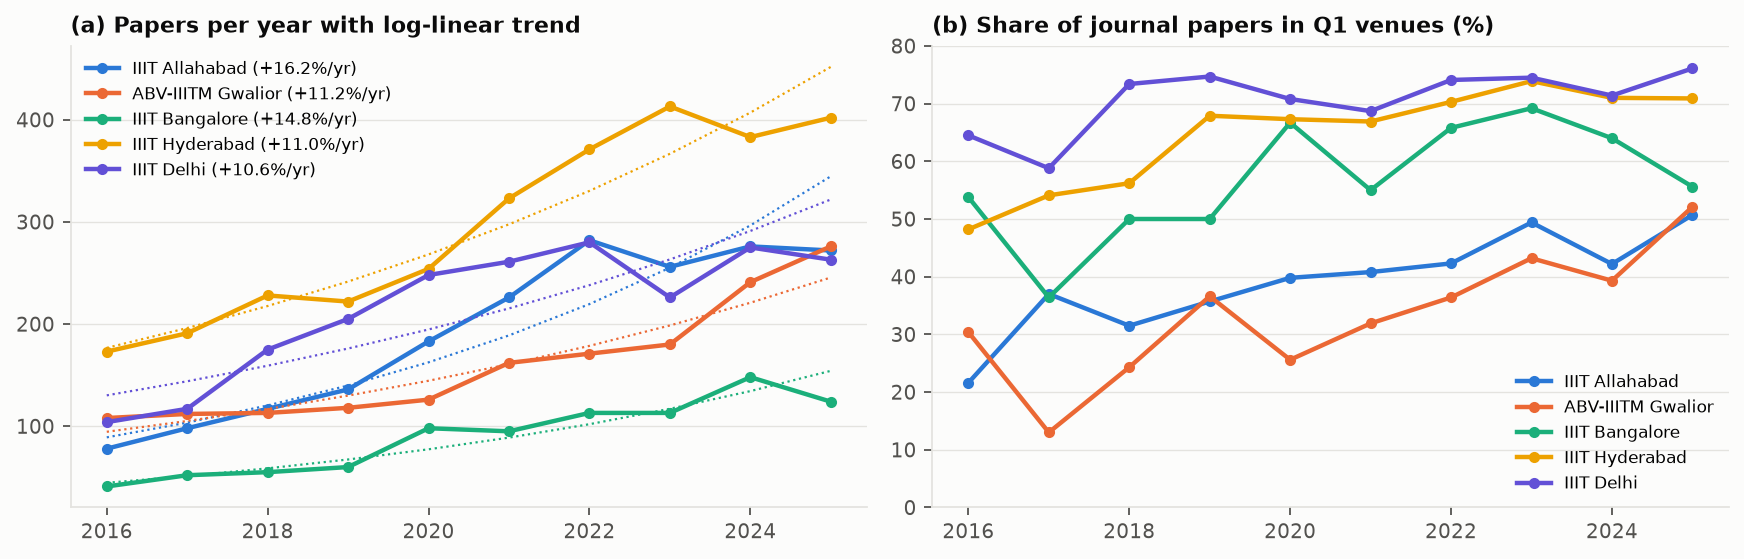 (a) Papers per year with log-linear trend
IIIT Allahabad (+16.2%/yr)
ABV-IIITM Gwalior (+11.2%/yr)
IIIT Bangalore (+14.8%/yr)
IIIT Hyderabad (+11.0%/yr)
IIIT Delhi (+10.6%/yr)
400
300
200
100
2016 2018 2020 2022 2024
(b) Share of journal papers in Q1 venues (%)
80
70
60
50
40
30
20
10
0
IIIT Allahabad
ABV-IIITM Gwalior
IIIT Bangalore
IIIT Hyderabad
IIIT Delhi
2016 2018 2020 2022 2024